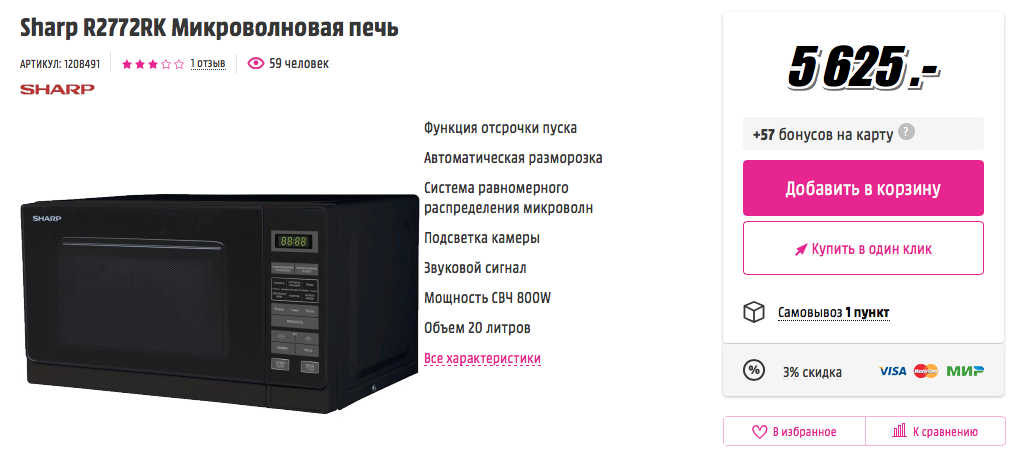 Sharp R2772RK Микроволновая печь
АРТИКУЛ: 1208491
1 отзыв
59 человек
SHARP
Функция отсрочки пуска
Автоматическая разморозка
Система равномерного
распределения микроволн
Подсветка камеры
Звуковой сигнал
Мощность СВЧ 800W
Объем 20 литров
Все характеристики
SHARP
88:88
5 625.-
+57 бонусов на карту ?
Добавить в корзину
Купить в один клик
Самовывоз 1 пункт
% 3% скидка
VISA MasterCard МИР
В избранное
К сравнению